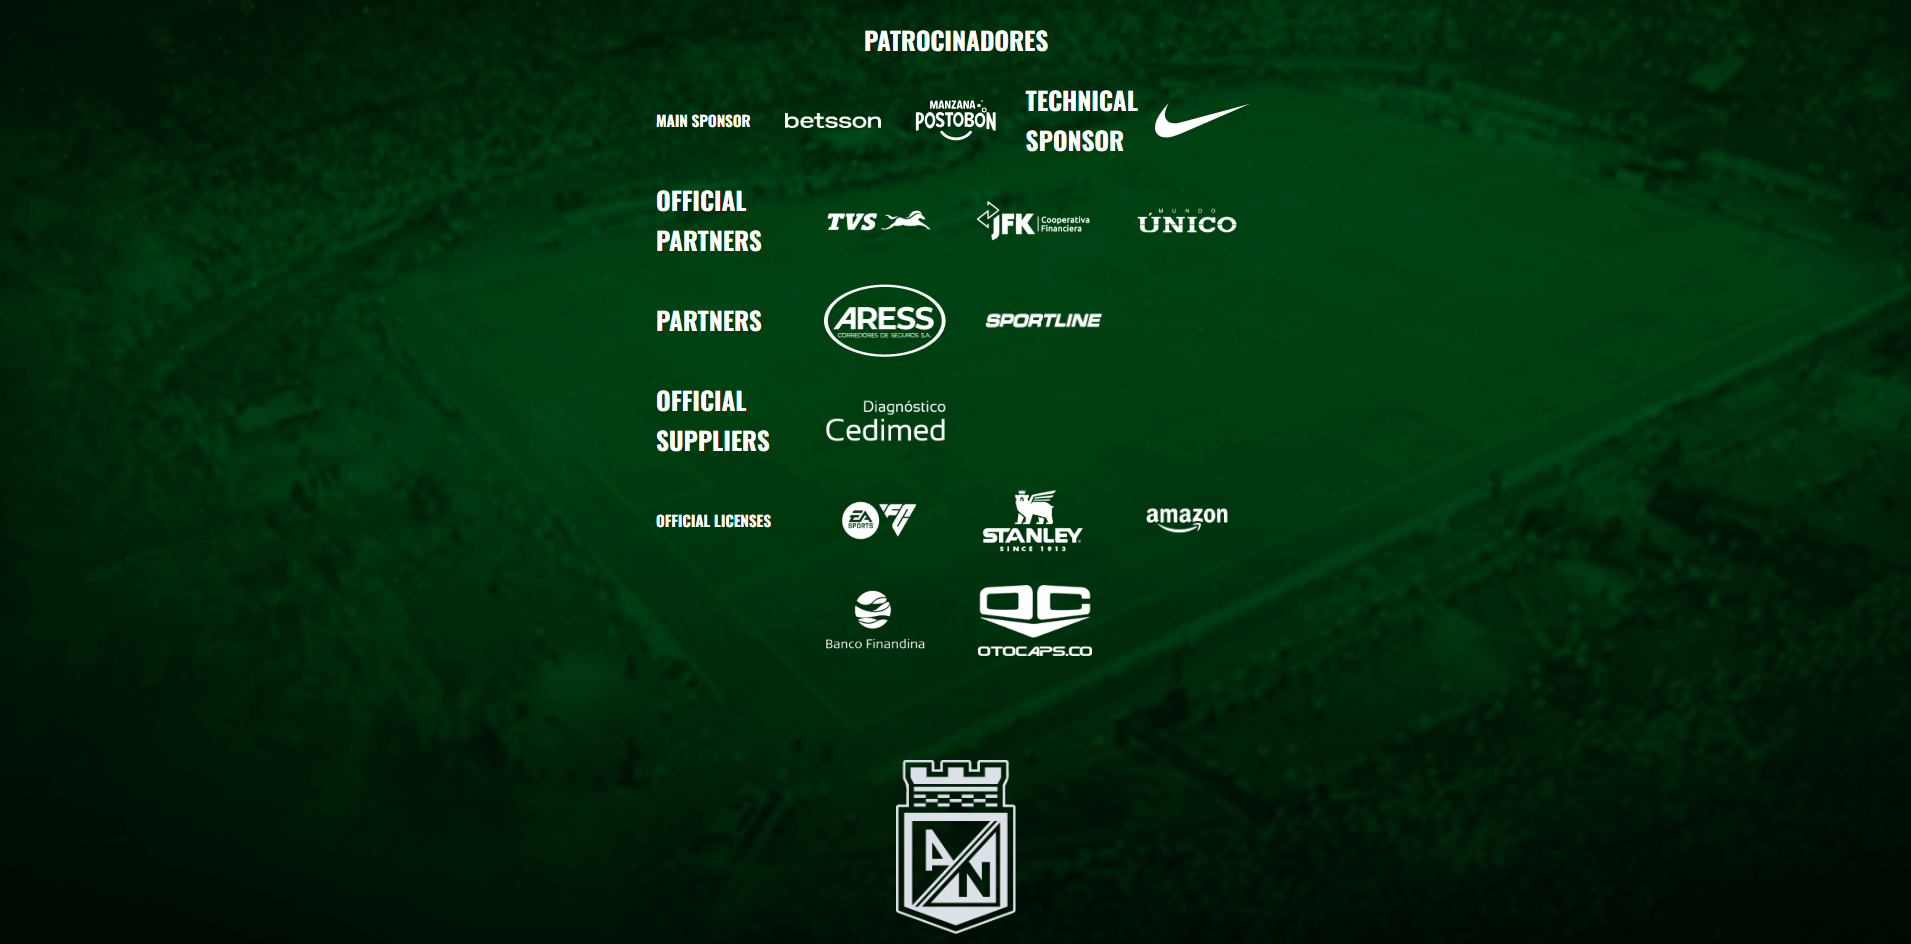 PATROCINADORES
MAIN SPONSOR
betsson
MANZANA
POSTOBÓN
TECHNICAL
SPONSOR
OFFICIAL
PARTNERS
TVS
JFK Cooperativa
Financiera
MUNDO
ÚNICO
PARTNERS
ARESS
CORREDORES DE SEGUROS S.A.
SPORTLINE
OFFICIAL
SUPPLIERS
Diagnóstico
Cedimed
OFFICIAL LICENSES
EA
SPORTS
FC
STANLEY
SINCE 1913
amazon
Banco Finandina
OC
OTOCAPS.CO
AN